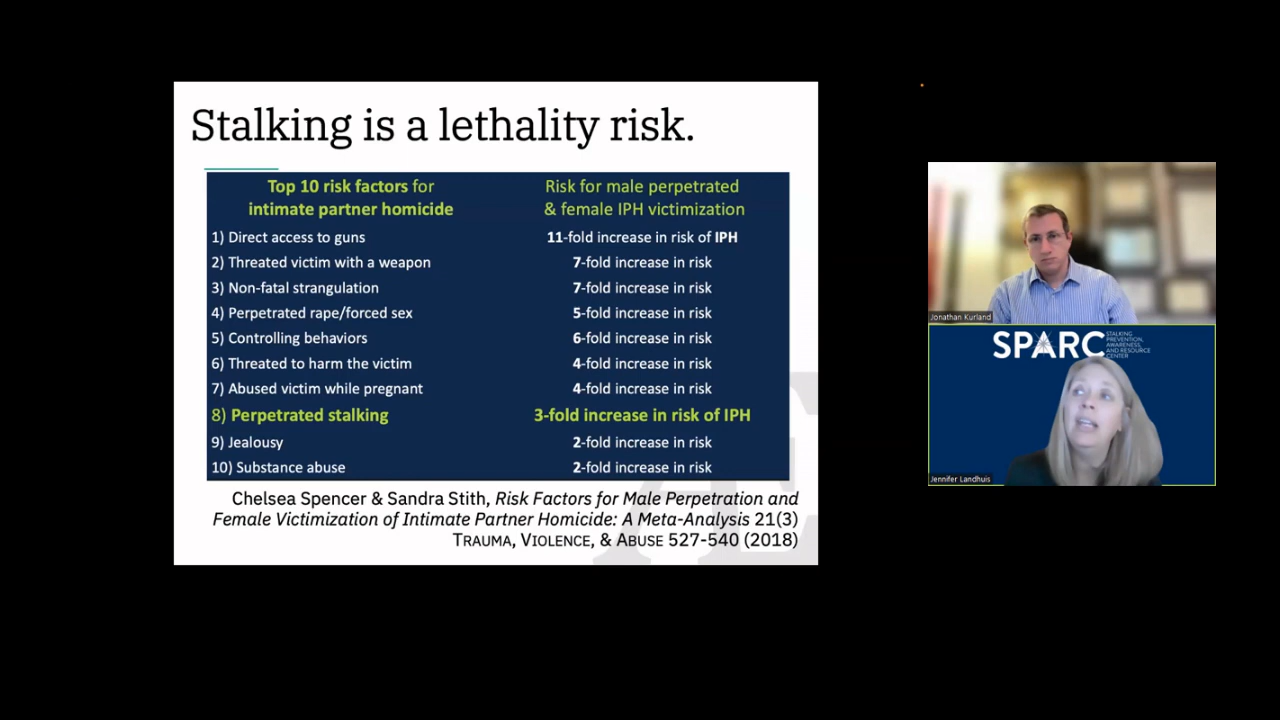 Stalking is a lethality risk.
Top 10 risk factors for
intimate partner homicide
Risk for male perpetrated
& female IPH victimization
1) Direct access to guns 11-fold increase in risk of IPH
2) Threated victim with a weapon 7-fold increase in risk
3) Non-fatal strangulation 7-fold increase in risk
4) Perpetrated rape/forced sex 5-fold increase in risk
5) Controlling behaviors 6-fold increase in risk
6) Threated to harm the victim 4-fold increase in risk
7) Abused victim while pregnant 4-fold increase in risk
8) Perpetrated stalking 3-fold increase in risk of IPH
9) Jealousy 2-fold increase in risk
10) Substance abuse 2-fold increase in risk
Chelsea Spencer & Sandra Stith, Risk Factors for Male Perpetration and
Female Victimization of Intimate Partner Homicide: A Meta-Analysis 21(3)
TRAUMA, VIOLENCE, & ABUSE 527-540 (2018)
Jonathan Kurland
SPARC
STALKING
PREVENTION,
AWARENESS,
AND RESOURCE
CENTER
Jennifer Landhuis